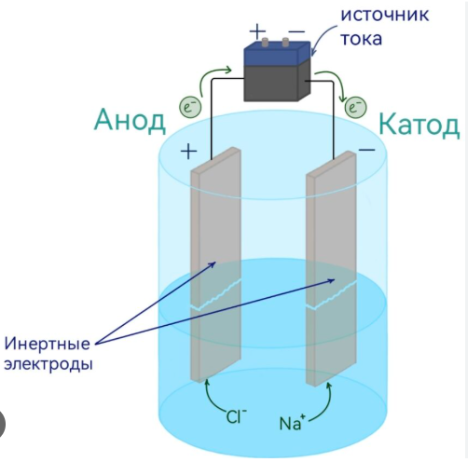 источник
тока
+ −
e⁻ e⁻
Анод
Катод
+ −
Инертные
электроды
Cl⁻
Na⁺